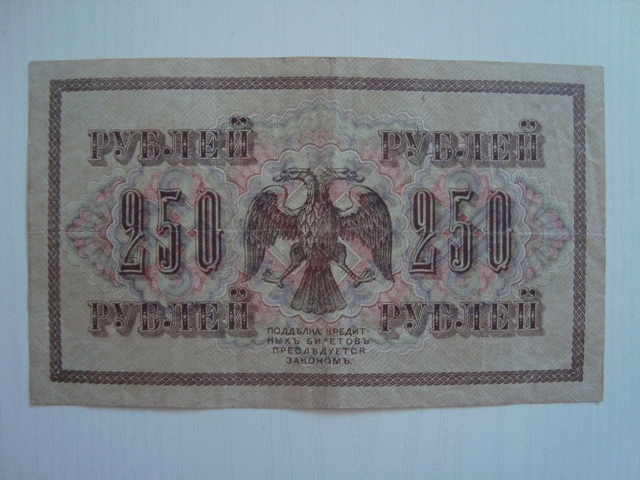 РУБЛЕЙ РУБЛЕЙ
250 250
РУБЛЕЙ РУБЛЕЙ
ПОДДѢЛКА КРЕДИТ-
НЫХЪ БИЛЕТОВЪ
ПРЕСЛѢДУЕТСЯ
ЗАКОНОМЪ.